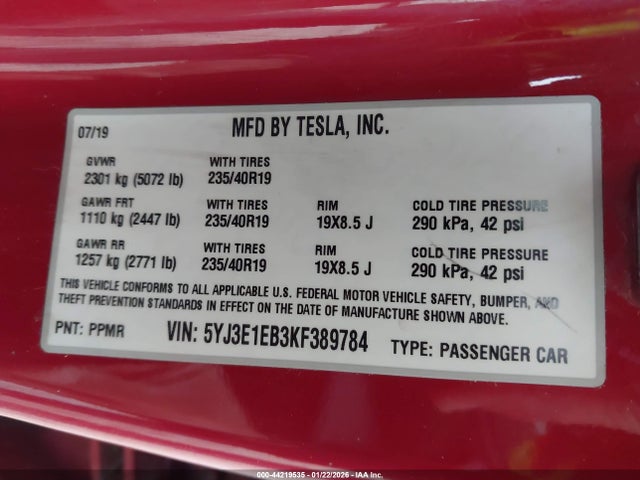 07/19 MFD BY TESLA, INC.
GVWR WITH TIRES
2301 kg (5072 lb) 235/40R19
GAWR FRT WITH TIRES RIM COLD TIRE PRESSURE
1110 kg (2447 lb) 235/40R19 19X8.5 J 290 kPa, 42 psi
GAWR RR WITH TIRES RIM COLD TIRE PRESSURE
1257 kg (2771 lb) 235/40R19 19X8.5 J 290 kPa, 42 psi
THIS VEHICLE CONFORMS TO ALL APPLICABLE U.S. FEDERAL MOTOR VEHICLE SAFETY, BUMPER, AND
THEFT PREVENTION STANDARDS IN EFFECT ON THE DATE OF MANUFACTURE SHOWN ABOVE.
PNT: PPMR VIN: 5YJ3E1EB3KF389784 TYPE: PASSENGER CAR
000-44219535 - 01/22/2026 - IAA Inc.